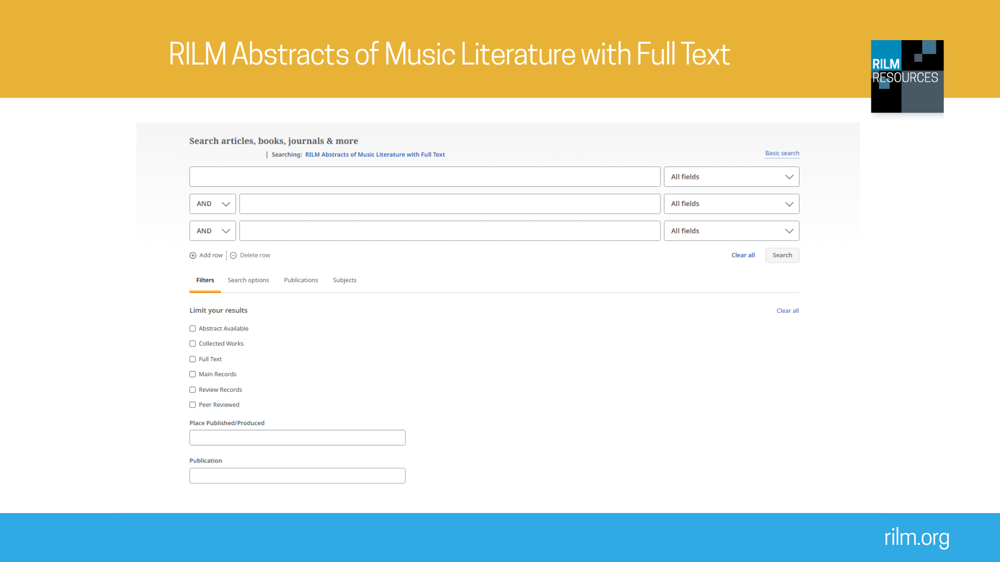 RILM Abstracts of Music Literature with Full Text
RILM
RESOURCES
Search articles, books, journals & more
| Searching: RILM Abstracts of Music Literature with Full Text
Basic search
All fields
AND
All fields
AND
All fields
Add row | Delete row
Clear all
Search
Filters
Search options
Publications
Subjects
Limit your results
Clear all
Abstract Available
Collected Works
Full Text
Main Records
Review Records
Peer Reviewed
Place Published/Produced
Publication
rilm.org